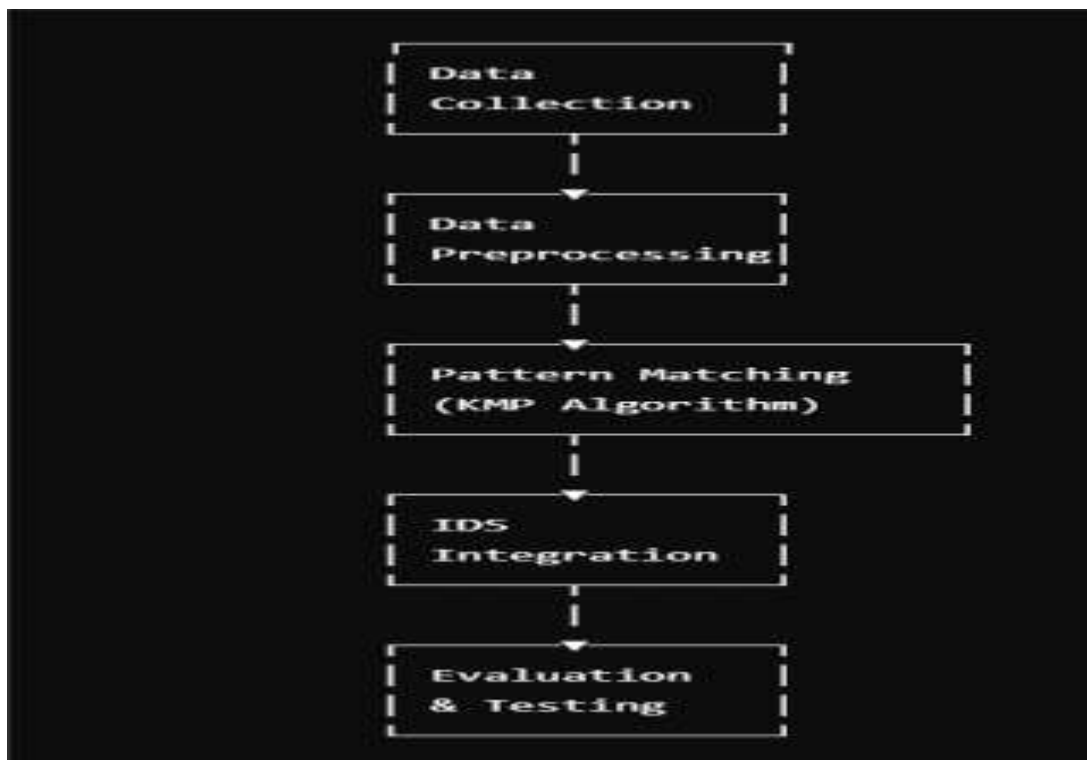 Data
Collection
Data
Preprocessing
Pattern Matching
(KMP Algorithm)
IDS
Integration
Evaluation
& Testing